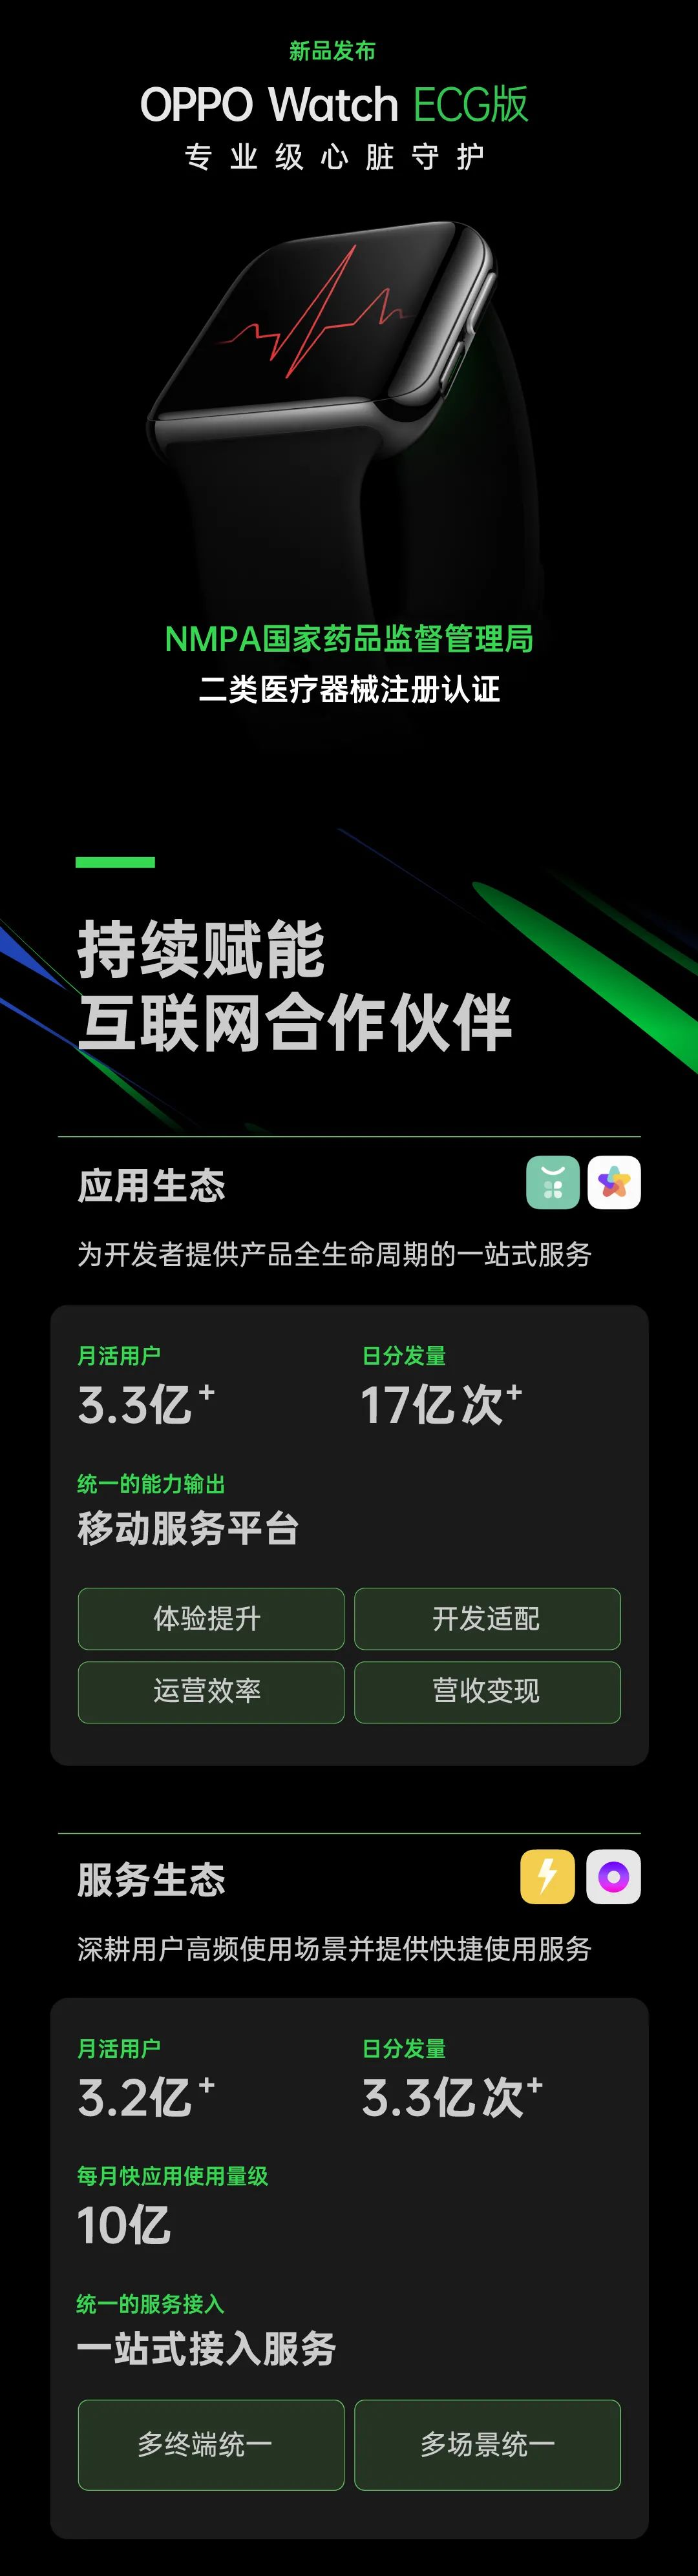 新品发布
OPPO Watch ECG版
专业级心脏守护
NMPA国家药品监督管理局
二类医疗器械注册认证
持续赋能
互联网合作伙伴
应用生态
为开发者提供产品全生命周期的一站式服务
月活用户 日分发量
3.3亿+ 17亿次+
统一的能力输出
移动服务平台
体验提升 开发适配
运营效率 营收变现
服务生态
深耕用户高频使用场景并提供快捷使用服务
月活用户 日分发量
3.2亿+ 3.3亿次+
每月快应用使用量级
10亿
统一的服务接入
一站式接入服务
多终端统一 多场景统一